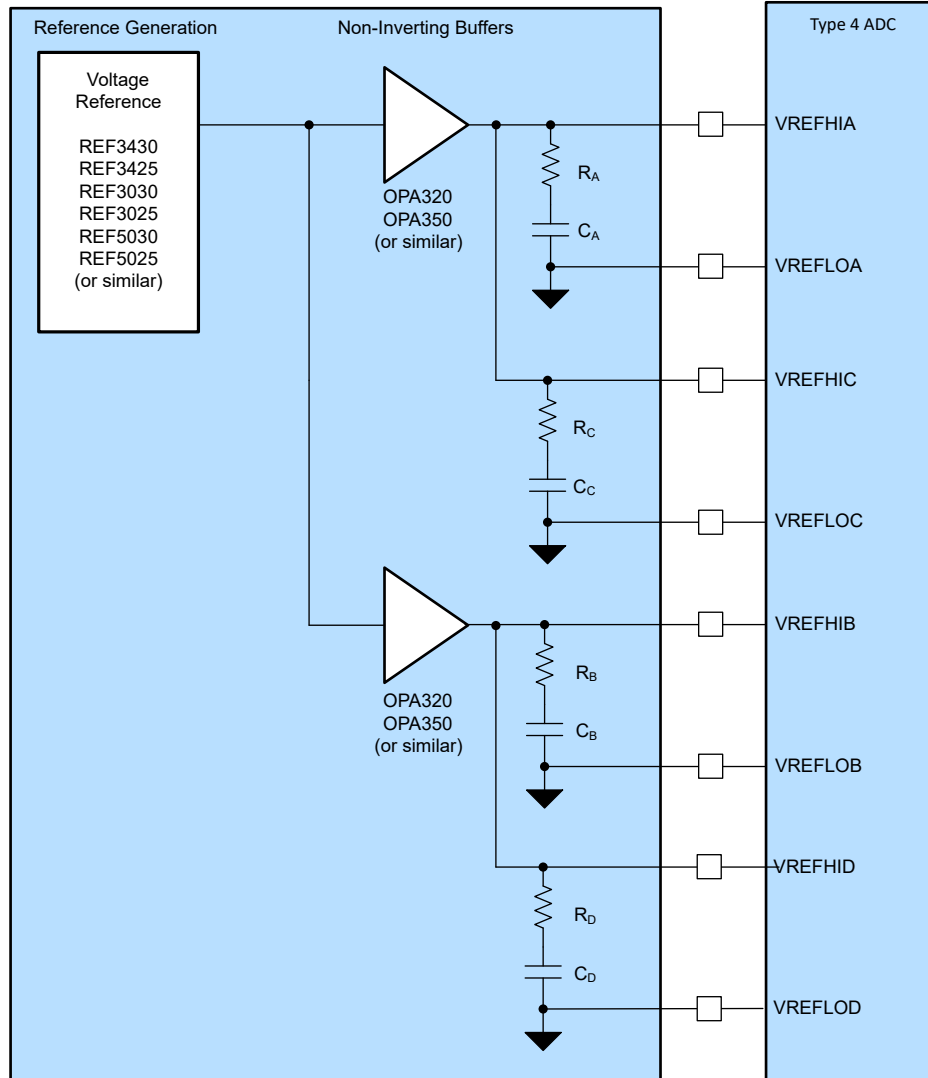 Reference Generation
Non-Inverting Buffers
Type 4 ADC
Voltage
Reference
REF3430
REF3425
REF3030
REF3025
REF5030
REF5025
(or similar)
OPA320
OPA350
(or similar)
RA
CA
VREFHIA
VREFLOA
VREFHIC
RC
CC
VREFLOC
OPA320
OPA350
(or similar)
VREFHIB
RB
CB
VREFLOB
VREFHID
RD
CD
VREFLOD